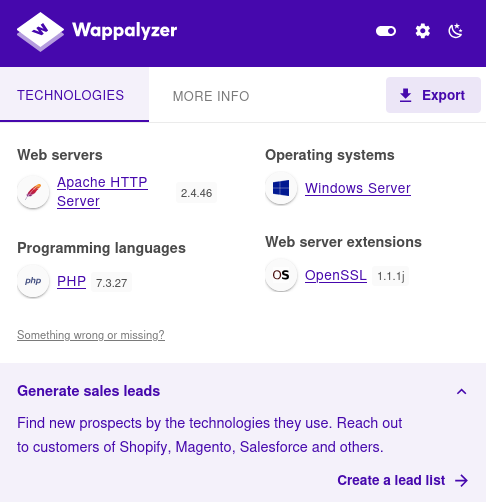 Wappalyzer
TECHNOLOGIES
MORE INFO
Export
Web servers
Apache HTTP
Server
2.4.46
Programming languages
php
PHP
7.3.27
Operating systems
Windows Server
Web server extensions
OS
OpenSSL
1.1.1j
Something wrong or missing?
Generate sales leads
Find new prospects by the technologies they use. Reach out
to customers of Shopify, Magento, Salesforce and others.
Create a lead list